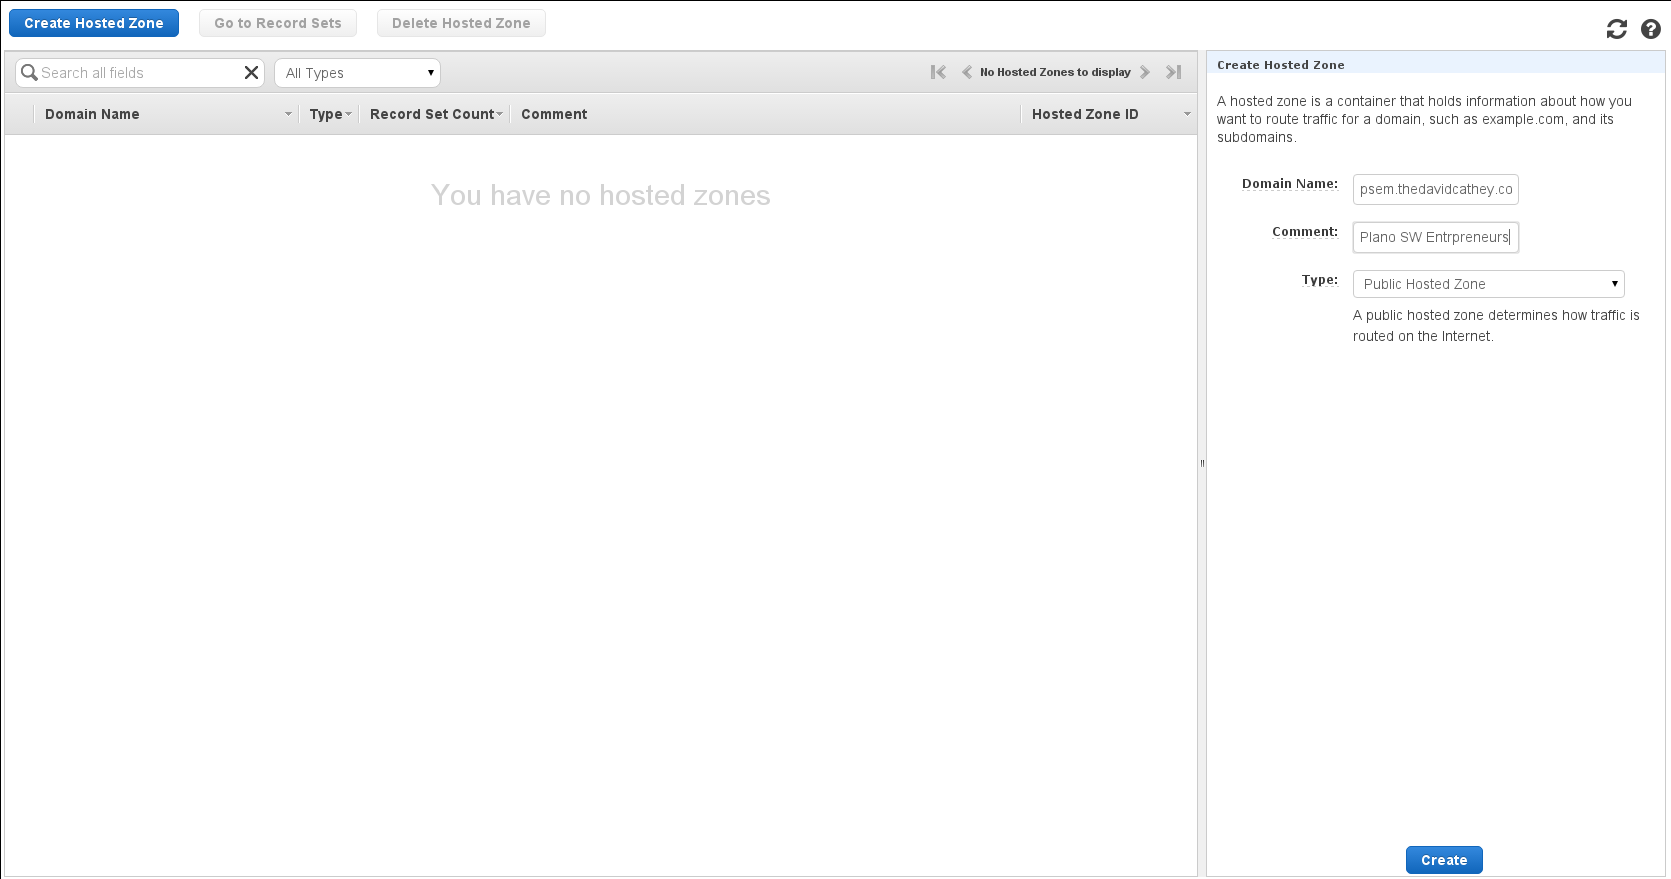 Create Hosted Zone
Go to Record Sets
Delete Hosted Zone
Search all fields
All Types
No Hosted Zones to display
Domain Name
Type
Record Set Count
Comment
Hosted Zone ID
You have no hosted zones
Create Hosted Zone
A hosted zone is a container that holds information about how you
want to route traffic for a domain, such as example.com, and its
subdomains.
Domain Name: psem.thedavidcathey.co
Comment: Plano SW Entrpreneurs
Type: Public Hosted Zone
A public hosted zone determines how traffic is
routed on the Internet.
Create